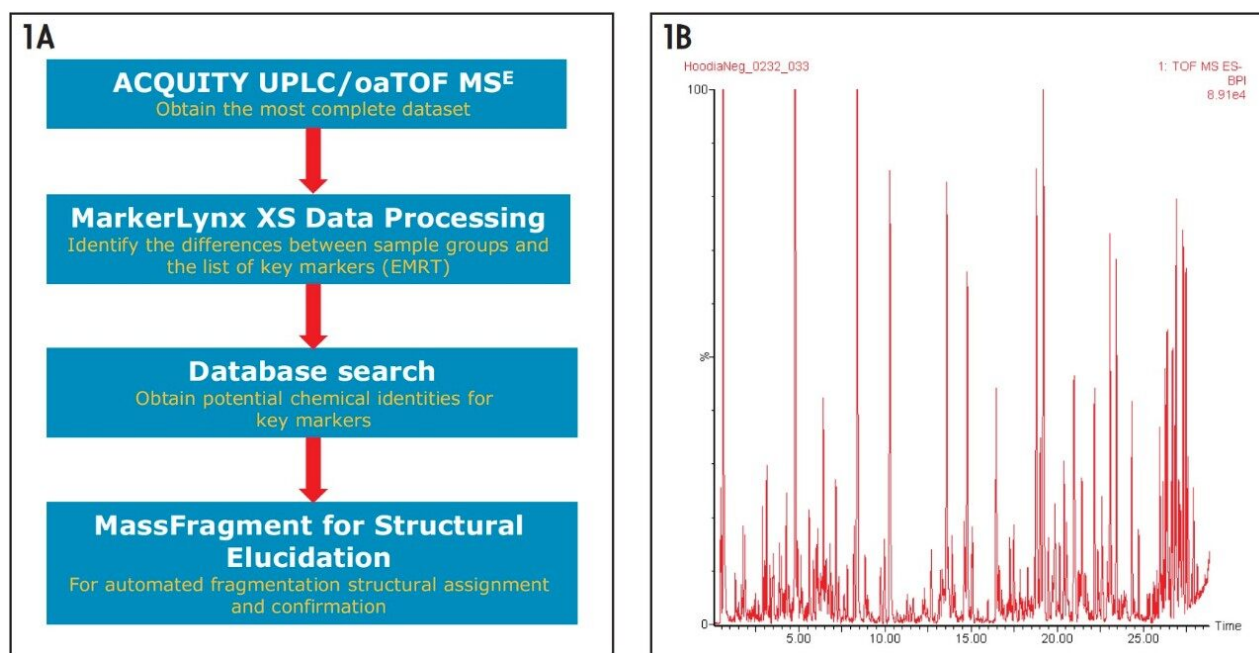 1A
ACQUITY UPLC/oaTOF MSᴱ
Obtain the most complete dataset
MarkerLynx XS Data Processing
Identify the differences between sample groups and
the list of key markers (EMRT)
Database search
Obtain potential chemical identities for
key markers
MassFragment for Structural
Elucidation
For automated fragmentation structural assignment
and confirmation
1B
HoodiaNeg_0232_033
1: TOF MS ES-
BPI
8.91e4
100
%
0
5.00
10.00
15.00
20.00
25.00
Time